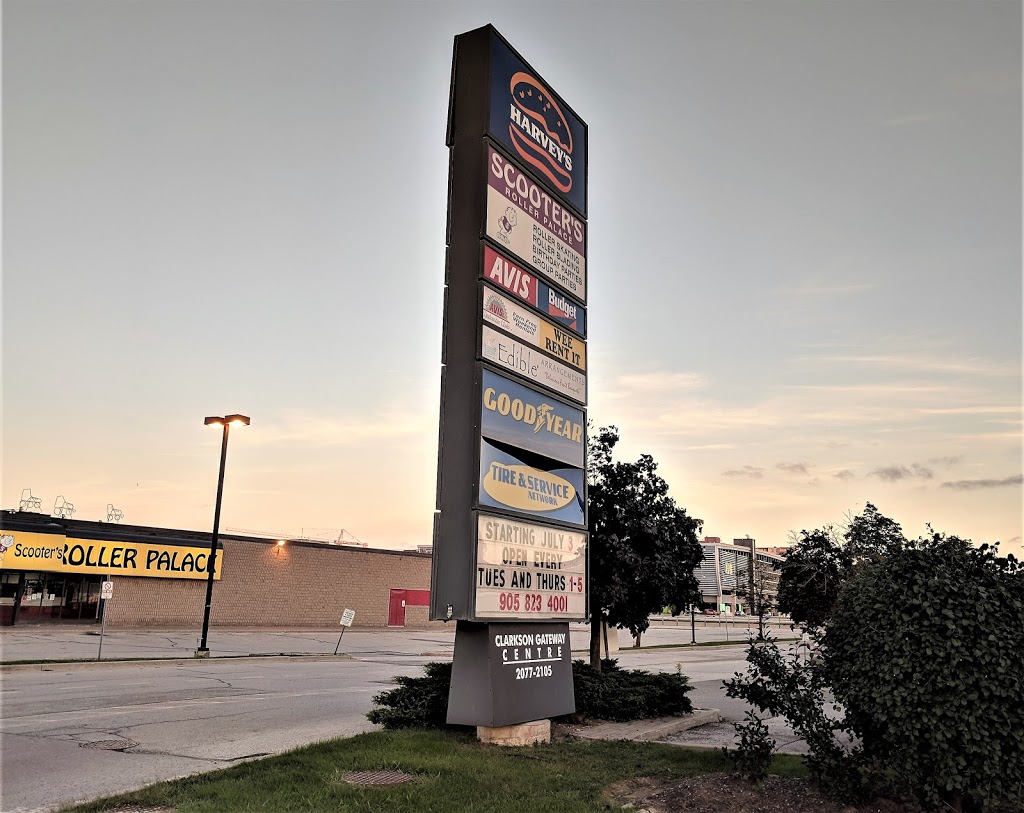 HARVEY'S
SCOOTER'S
ROLLER PALACE
ROLLER SKATING
ROLLER BLADING
BIRTHDAY PARTIES
GROUP PARTIES
AVIS Budget
AVIS
WEE
RENT IT
Edible ARRANGEMENTS
GOODYEAR
TIRE & SERVICE
NETWORK
STARTING JULY 3
OPEN EVERY
TUES AND THURS 1-5
905 823 4001
CLARKSON GATEWAY
CENTRE
2077-2105
Scooter's ROLLER PALACE